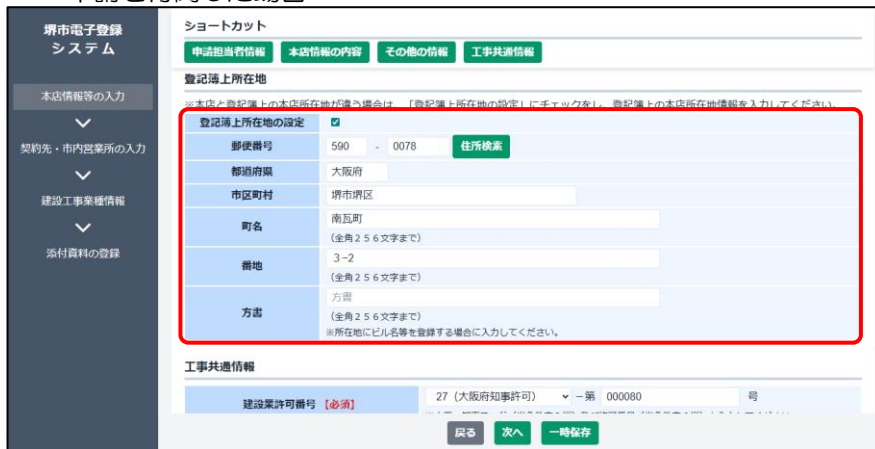 堺市電子登録
システム
本店情報等の入力
契約先・市内営業所の入力
建設工事業種情報
添付資料の登録
ショートカット
申請担当者情報 本店情報の内容 その他の情報 工事共通情報
登記簿上所在地
※本店と登記簿上の本店所在地が違う場合は、「登記簿上所在地の設定」にチェックをし、登記簿上の本店所在地情報を入力してください。
登記簿上所在地の設定
郵便番号 590 - 0078 住所検索
都道府県 大阪府
市区町村 堺市堺区
町名 南瓦町
(全角256文字まで)
番地 3-2
(全角256文字まで)
方書 方書
(全角256文字まで)
※所在地にビル名等を登録する場合に入力してください。
工事共通情報
建設業許可番号 【必須】 27 (大阪府知事許可) -第 000080 号
戻る 次へ 一時保存